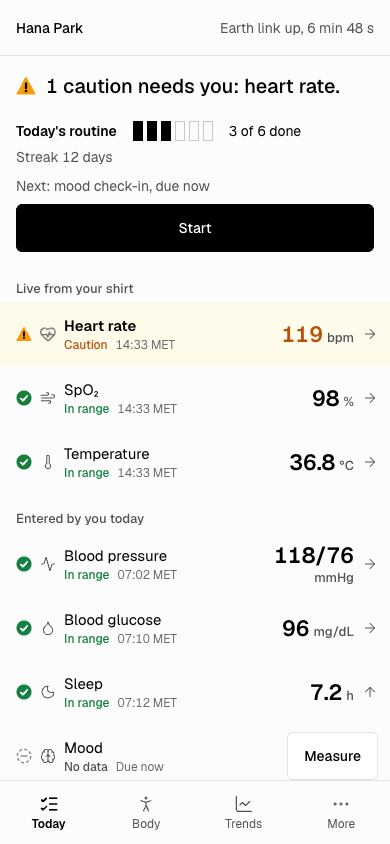 Hana Park
Earth link up, 6 min 48 s
1 caution needs you: heart rate.
Today's routine
3 of 6 done
Streak 12 days
Next: mood check-in, due now
Start
Live from your shirt
Heart rate
Caution 14:33 MET
119 bpm
SpO₂
In range 14:33 MET
98 %
Temperature
In range 14:33 MET
36.8 °C
Entered by you today
Blood pressure
In range 07:02 MET
118/76
mmHg
Blood glucose
In range 07:10 MET
96 mg/dL
Sleep
In range 07:12 MET
7.2 h
Mood
No data Due now
Measure
Today
Body
Trends
More